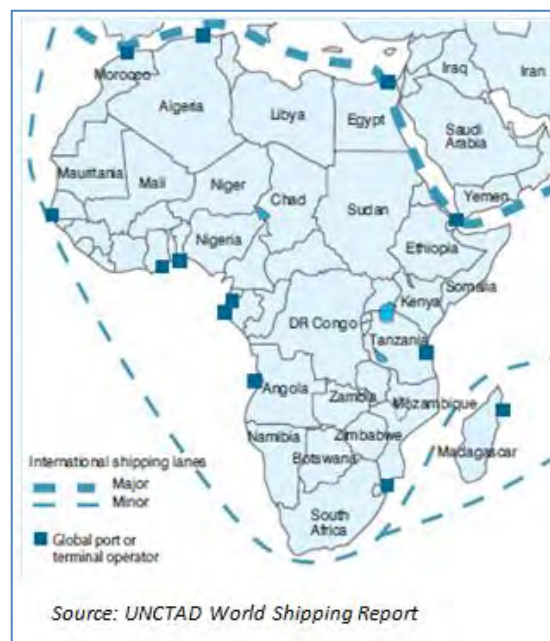 Iraq
Iran
Morocco
Algeria
Libya
Egypt
Saudi
Arabia
Mauritania
Mali
Niger
Chad
Sudan
Yemen
Nigeria
Ethiopia
Somalia
Kenya
DR Congo
Tanzania
Angola
Zambia
Mozambique
Zimbabwe
Namibia
Botswana
Madagascar
South
Africa
International shipping lanes
Major
Minor
Global port or
terminal operator
Source: UNCTAD World Shipping Report